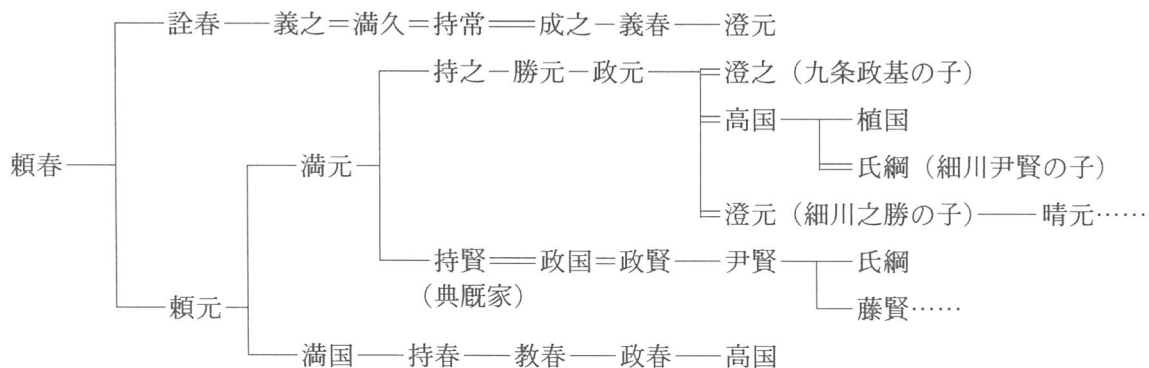 詮春 義之 満久 持常 成之 義春 澄元
持之 勝元 政元 澄之（九条政基の子）
高国 稙国
頼春 満元 氏綱（細川尹賢の子）
澄元（細川之勝の子） 晴元……
持賢 政国 政賢 尹賢 氏綱
（典厩家）
頼元 藤賢……
満国 持春 教春 政春 高国